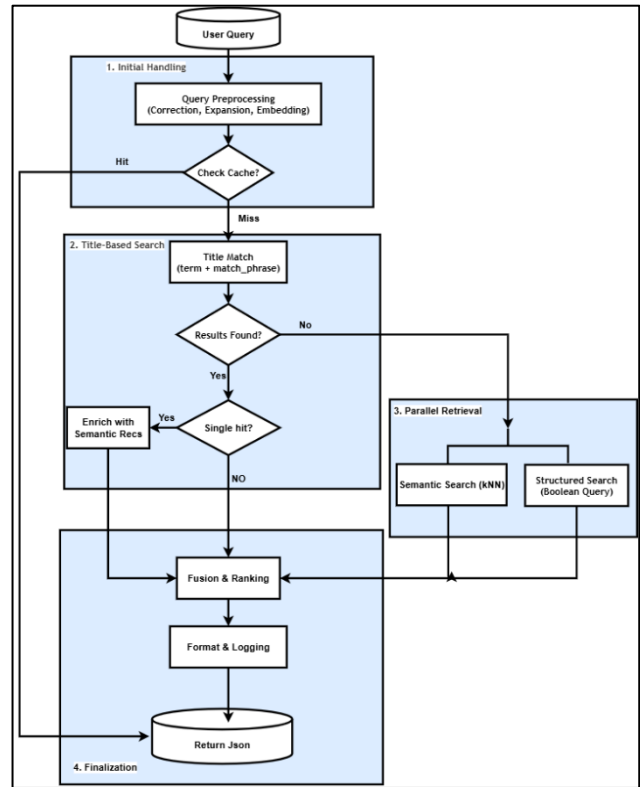 User Query
1. Initial Handling
Query Preprocessing
(Correction, Expansion, Embedding)
Hit
Check Cache?
Miss
2. Title-Based Search
Title Match
(term + match_phrase)
Results Found?
No
Yes
3. Parallel Retrieval
Enrich with
Semantic Recs
Yes
Single hit?
Semantic Search (kNN)
Structured Search
(Boolean Query)
NO
Fusion & Ranking
Format & Logging
Return Json
4. Finalization